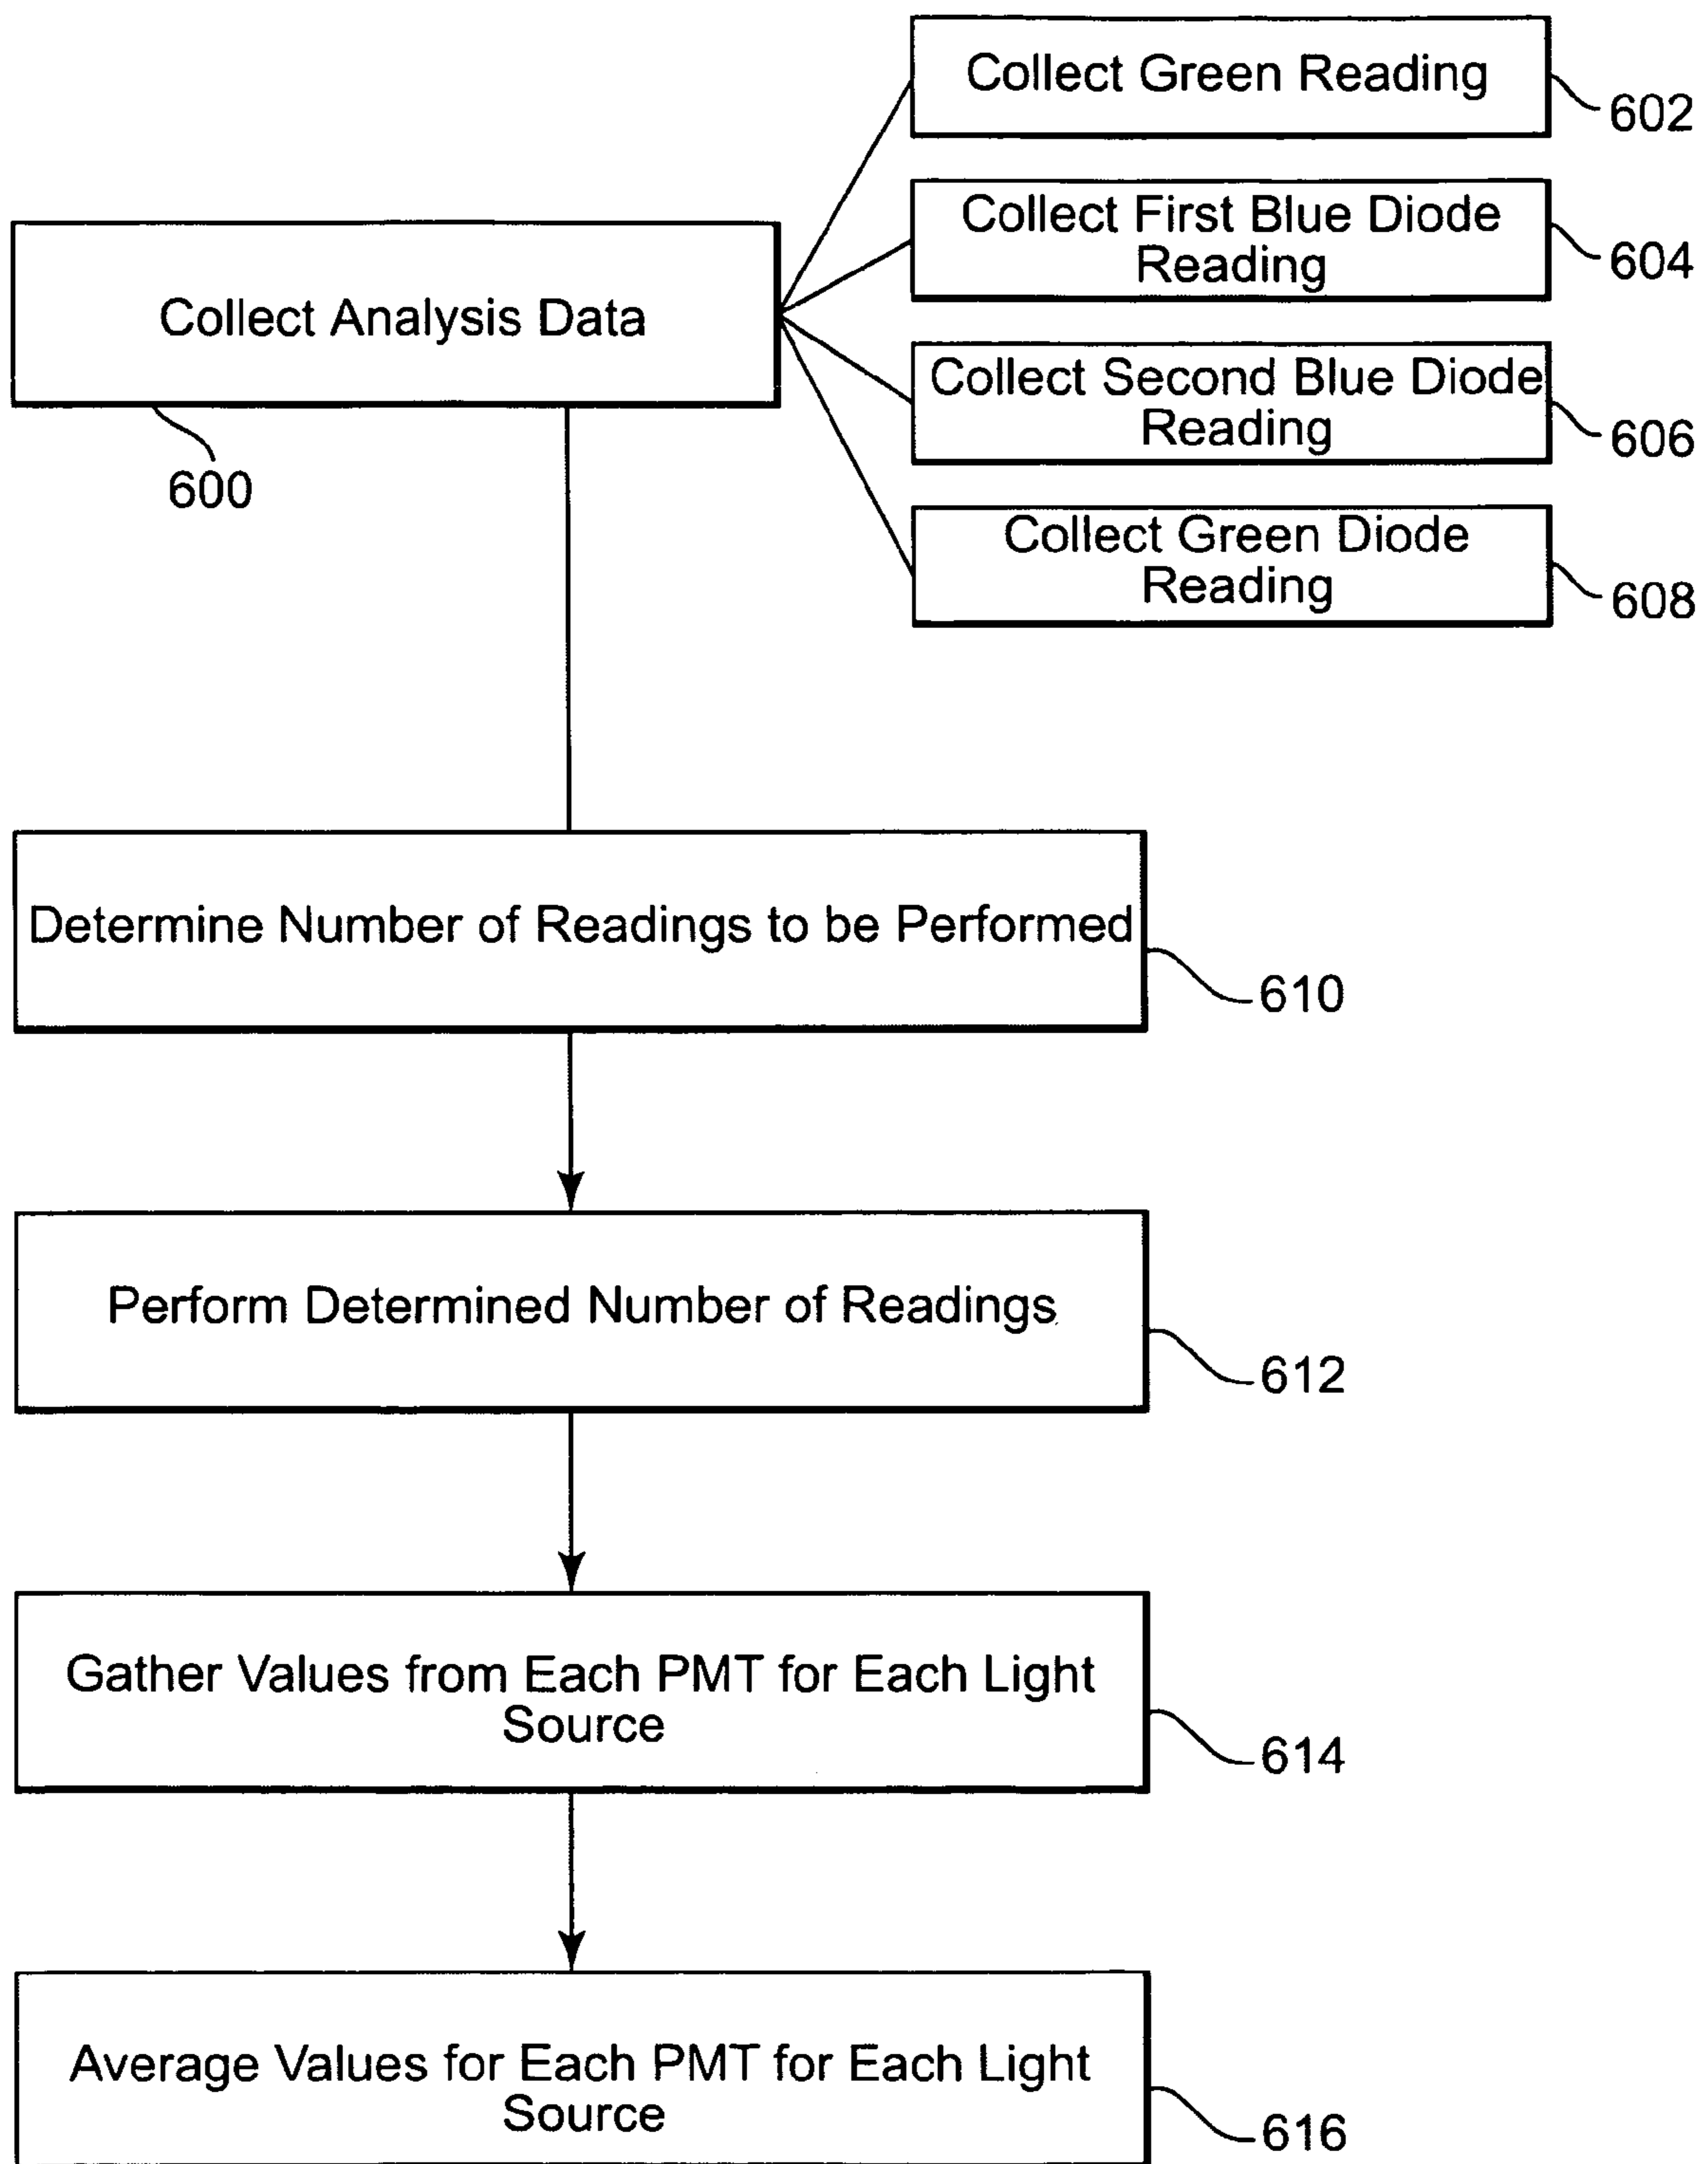 Collect Green Reading
602
Collect First Blue Diode
Reading
604
Collect Analysis Data
600
Collect Second Blue Diode
Reading
606
Collect Green Diode
Reading
608
Determine Number of Readings to be Performed
610
Perform Determined Number of Readings
612
Gather Values from Each PMT for Each Light
Source
614
Average Values for Each PMT for Each Light
Source
616